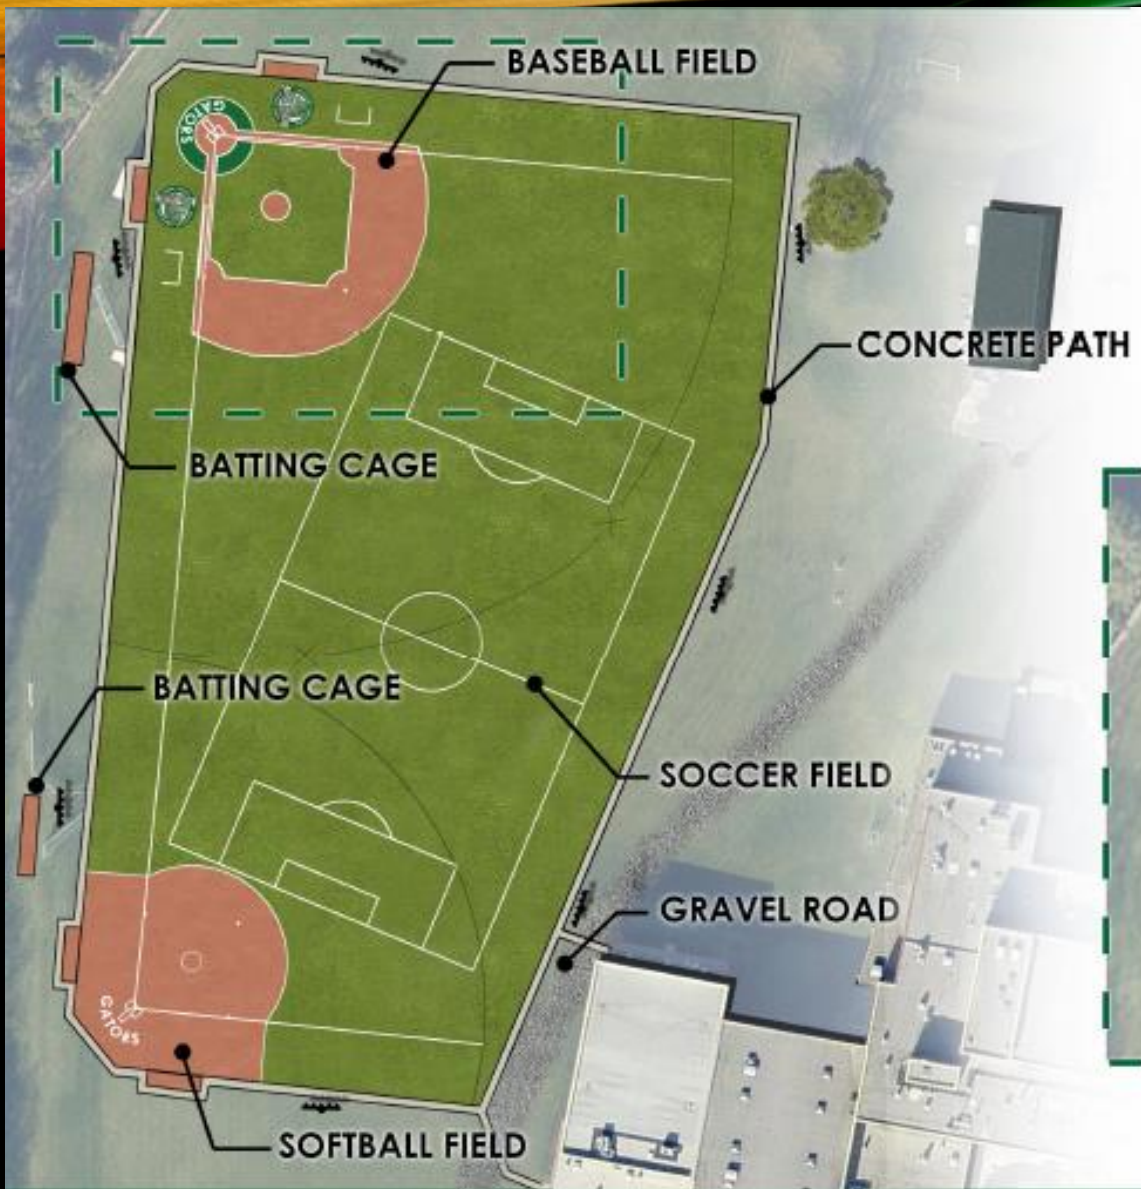 BASEBALL FIELD
GATORS
CONCRETE PATH
BATTING CAGE
BATTING CAGE
SOCCER FIELD
GRAVEL ROAD
GATORS
SOFTBALL FIELD